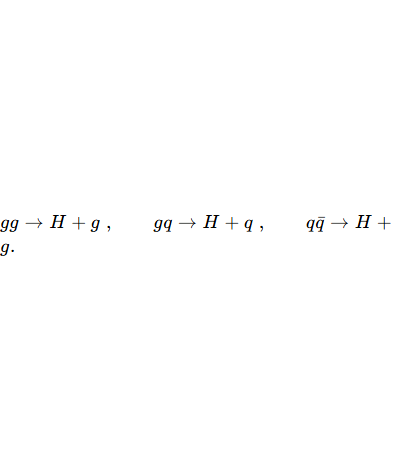 gg → H + g , gq → H + q , qq̄ → H +
g.